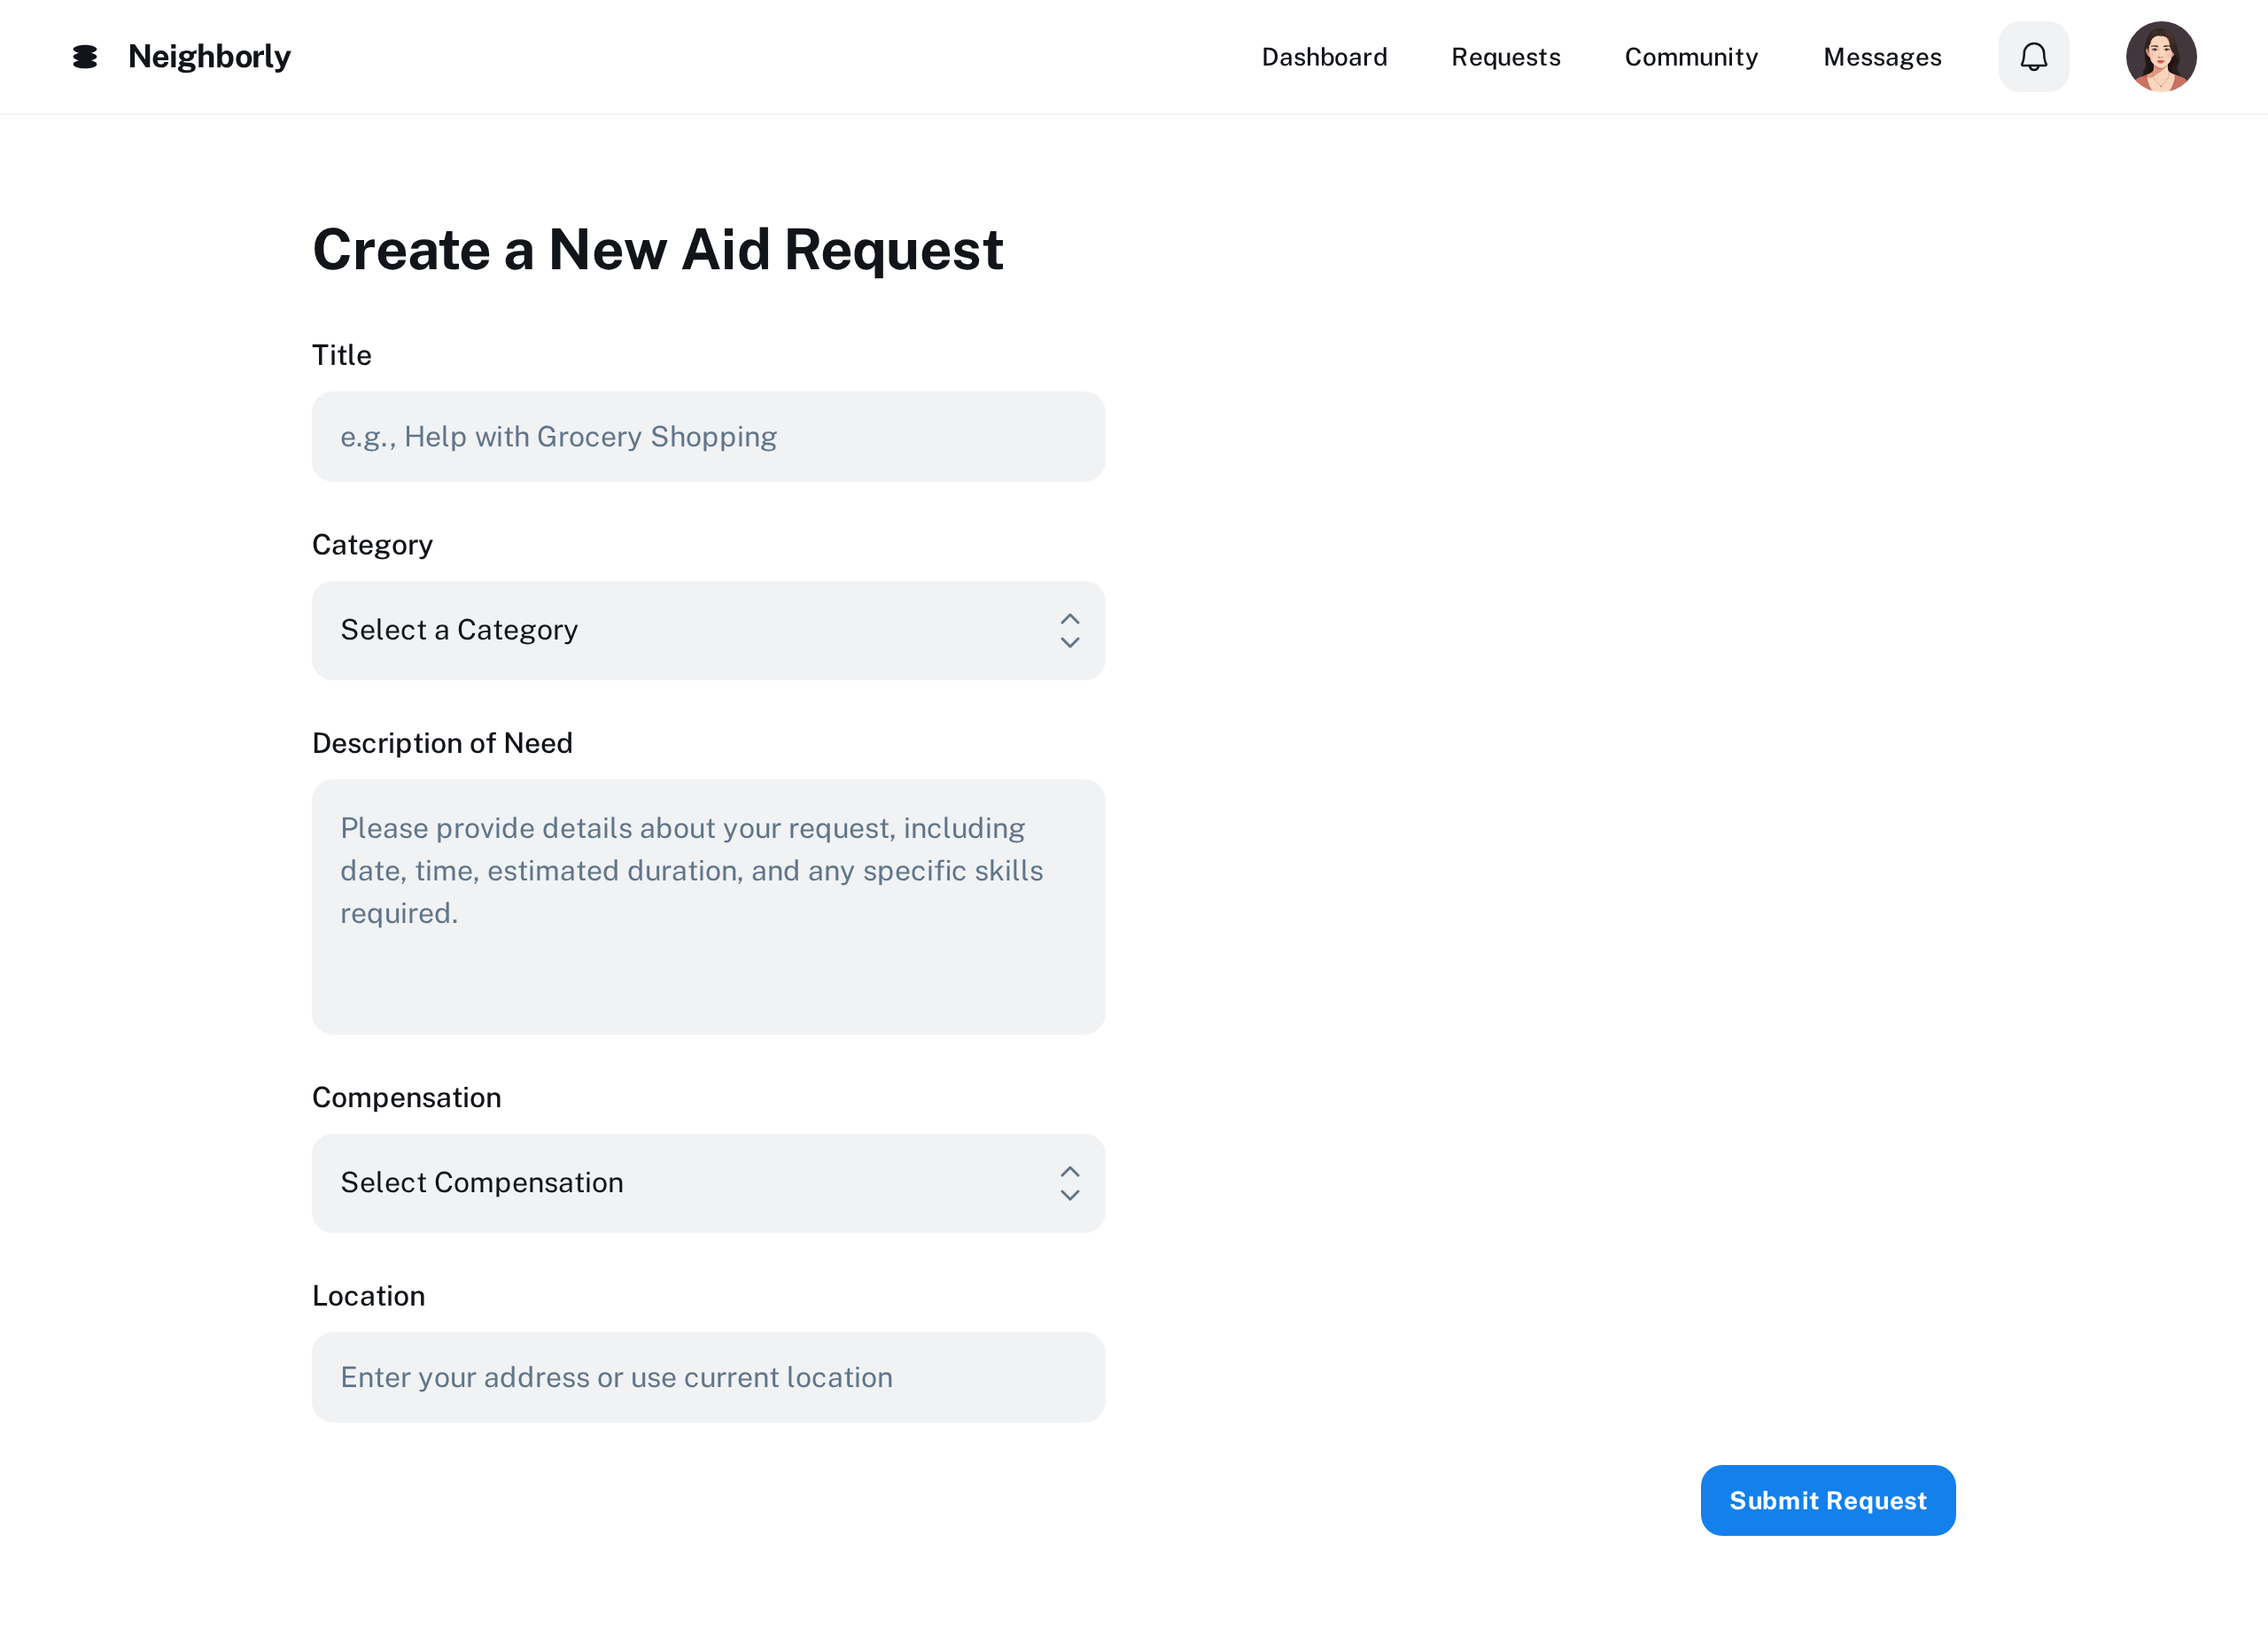 Neighborly
Dashboard
Requests
Community
Messages
Create a New Aid Request
Title
e.g., Help with Grocery Shopping
Category
Select a Category
Description of Need
Please provide details about your request, including
date, time, estimated duration, and any specific skills
required.
Compensation
Select Compensation
Location
Enter your address or use current location
Submit Request